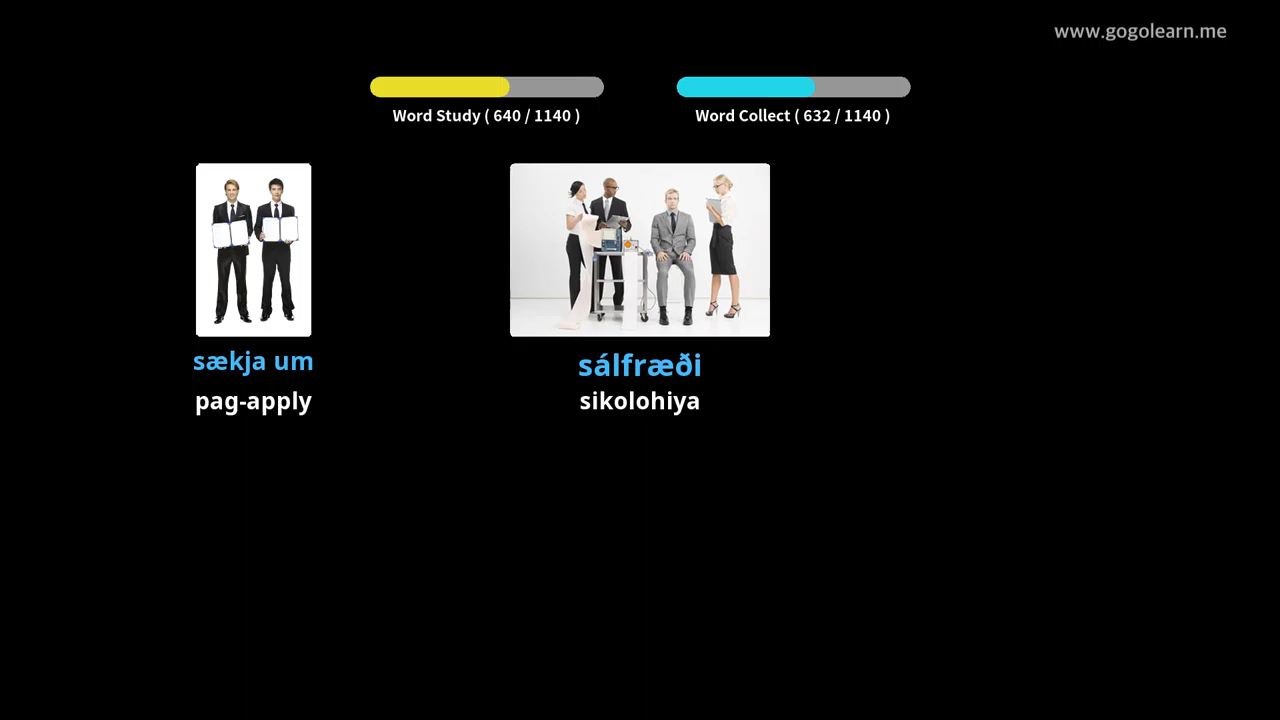 www.gogolearn.me
Word Study ( 640 / 1140 )
Word Collect ( 632 / 1140 )
sækja um
pag-apply
sálfræði
sikolohiya